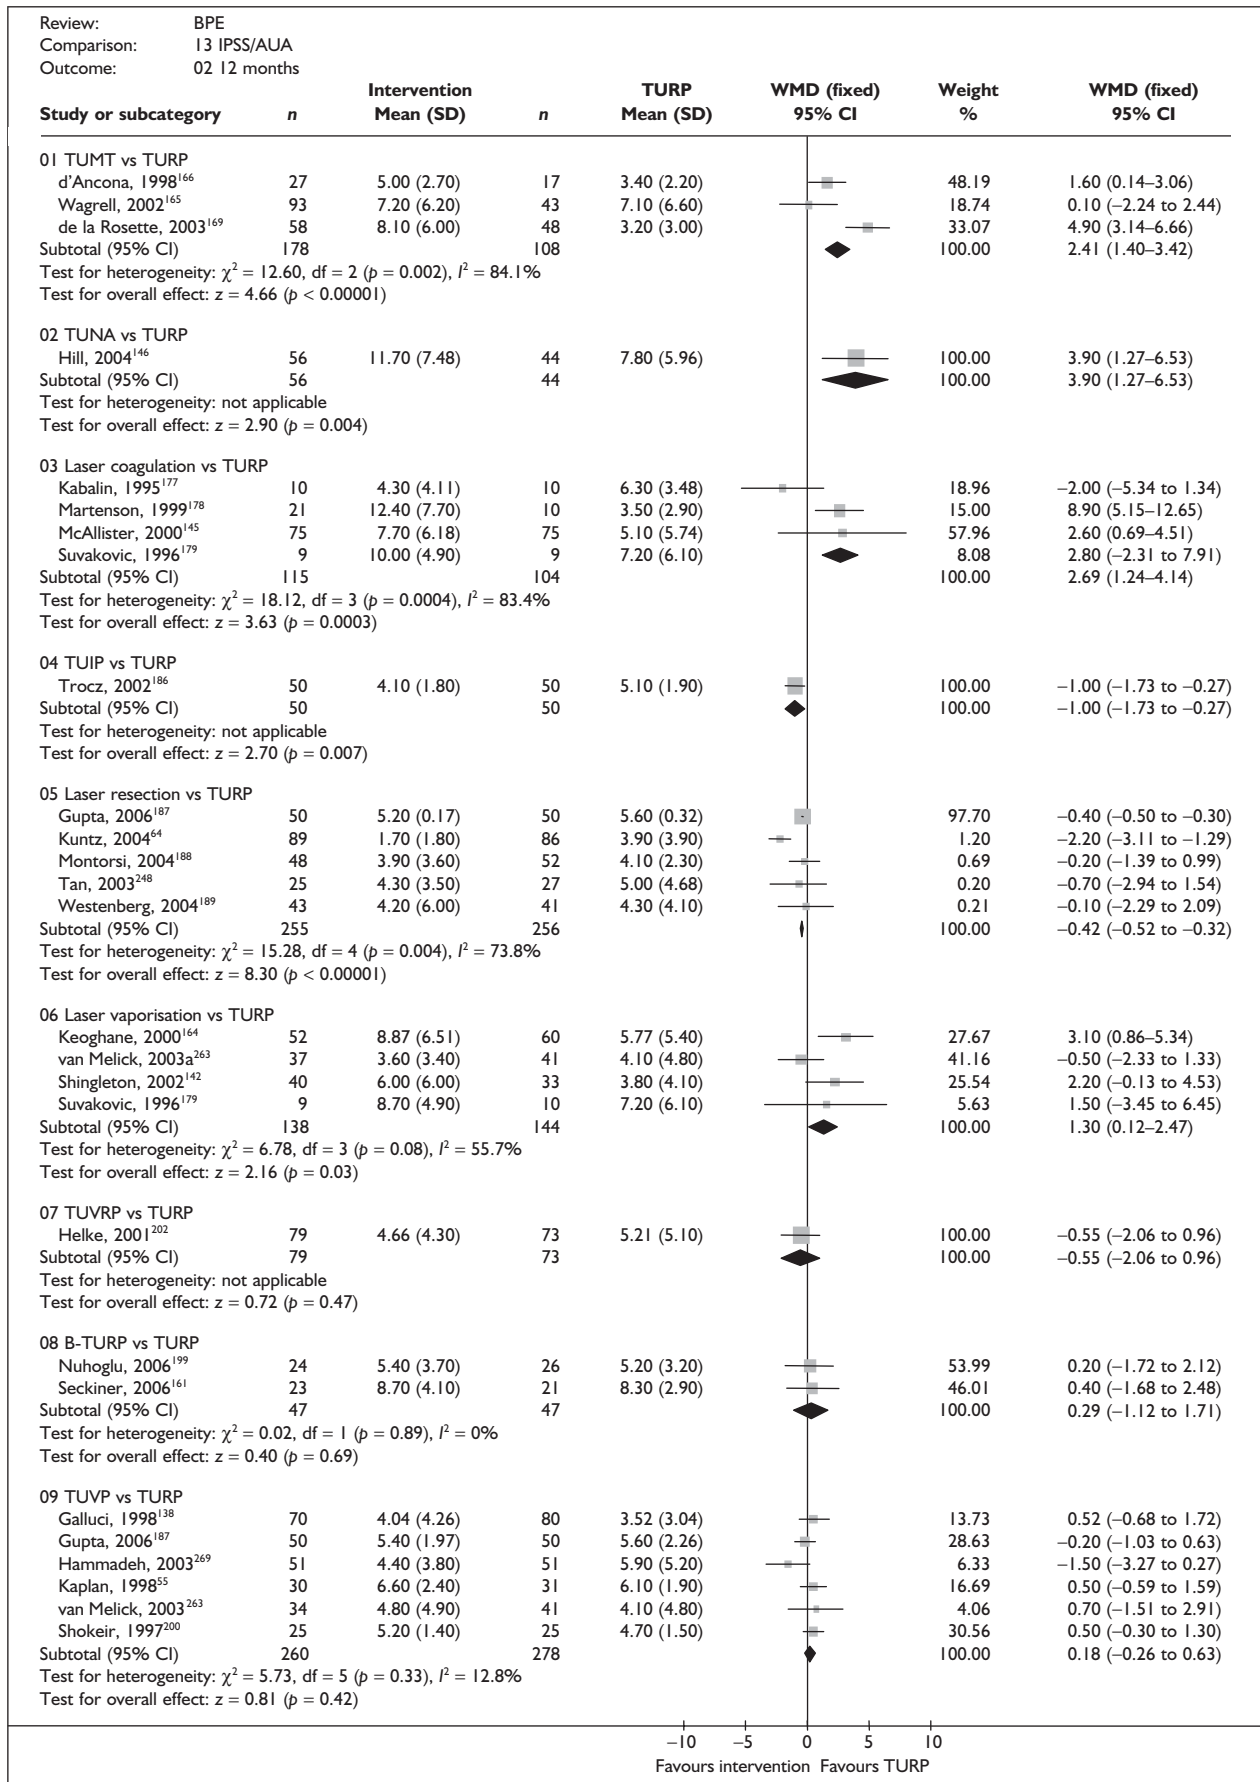 Review: BPE
Comparison: 13 IPSS/AUA
Outcome: 02 12 months
Intervention TURP WMD (fixed) Weight WMD (fixed)
Study or subcategory n Mean (SD) n Mean (SD) 95% CI % 95% CI
01 TUMT vs TURP
d'Ancona, 1998¹⁶⁶ 27 5.00 (2.70) 17 3.40 (2.20) 48.19 1.60 (0.14–3.06)
Wagrell, 2002¹⁶⁵ 93 7.20 (6.20) 43 7.10 (6.60) 18.74 0.10 (−2.24 to 2.44)
de la Rosette, 2003¹⁶⁹ 58 8.10 (6.00) 48 3.20 (3.00) 33.07 4.90 (3.14–6.66)
Subtotal (95% CI) 178 108 100.00 2.41 (1.40–3.42)
Test for heterogeneity: χ² = 12.60, df = 2 (p = 0.002), I² = 84.1%
Test for overall effect: z = 4.66 (p < 0.00001)
02 TUNA vs TURP
Hill, 2004¹⁴⁶ 56 11.70 (7.48) 44 7.80 (5.96) 100.00 3.90 (1.27–6.53)
Subtotal (95% CI) 56 44 100.00 3.90 (1.27–6.53)
Test for heterogeneity: not applicable
Test for overall effect: z = 2.90 (p = 0.004)
03 Laser coagulation vs TURP
Kabalin, 1995¹⁷⁷ 10 4.30 (4.11) 10 6.30 (3.48) 18.96 −2.00 (−5.34 to 1.34)
Martenson, 1999¹⁷⁸ 21 12.40 (7.70) 10 3.50 (2.90) 15.00 8.90 (5.15–12.65)
McAllister, 2000¹⁴⁵ 75 7.70 (6.18) 75 5.10 (5.74) 57.96 2.60 (0.69–4.51)
Suvakovic, 1996¹⁷⁹ 9 10.00 (4.90) 9 7.20 (6.10) 8.08 2.80 (−2.31 to 7.91)
Subtotal (95% CI) 115 104 100.00 2.69 (1.24–4.14)
Test for heterogeneity: χ² = 18.12, df = 3 (p = 0.0004), I² = 83.4%
Test for overall effect: z = 3.63 (p = 0.0003)
04 TUIP vs TURP
Trocz, 2002¹⁸⁶ 50 4.10 (1.80) 50 5.10 (1.90) 100.00 −1.00 (−1.73 to −0.27)
Subtotal (95% CI) 50 50 100.00 −1.00 (−1.73 to −0.27)
Test for heterogeneity: not applicable
Test for overall effect: z = 2.70 (p = 0.007)
05 Laser resection vs TURP
Gupta, 2006¹⁸⁷ 50 5.20 (0.17) 50 5.60 (0.32) 97.70 −0.40 (−0.50 to −0.30)
Kuntz, 2004⁶⁴ 89 1.70 (1.80) 86 3.90 (3.90) 1.20 −2.20 (−3.11 to −1.29)
Montorsi, 2004¹⁸⁸ 48 3.90 (3.60) 52 4.10 (2.30) 0.69 −0.20 (−1.39 to 0.99)
Tan, 2003²⁴⁸ 25 4.30 (3.50) 27 5.00 (4.68) 0.20 −0.70 (−2.94 to 1.54)
Westenberg, 2004¹⁸⁹ 43 4.20 (6.00) 41 4.30 (4.10) 0.21 −0.10 (−2.29 to 2.09)
Subtotal (95% CI) 255 256 100.00 −0.42 (−0.52 to −0.32)
Test for heterogeneity: χ² = 15.28, df = 4 (p = 0.004), I² = 73.8%
Test for overall effect: z = 8.30 (p < 0.00001)
06 Laser vaporisation vs TURP
Keoghane, 2000¹⁶⁴ 52 8.87 (6.51) 60 5.77 (5.40) 27.67 3.10 (0.86–5.34)
van Melick, 2003a²⁶³ 37 3.60 (3.40) 41 4.10 (4.80) 41.16 −0.50 (−2.33 to 1.33)
Shingleton, 2002¹⁴² 40 6.00 (6.00) 33 3.80 (4.10) 25.54 2.20 (−0.13 to 4.53)
Suvakovic, 1996¹⁷⁹ 9 8.70 (4.90) 10 7.20 (6.10) 5.63 1.50 (−3.45 to 6.45)
Subtotal (95% CI) 138 144 100.00 1.30 (0.12–2.47)
Test for heterogeneity: χ² = 6.78, df = 3 (p = 0.08), I² = 55.7%
Test for overall effect: z = 2.16 (p = 0.03)
07 TUVRP vs TURP
Helke, 2001²⁰² 79 4.66 (4.30) 73 5.21 (5.10) 100.00 −0.55 (−2.06 to 0.96)
Subtotal (95% CI) 79 73 100.00 −0.55 (−2.06 to 0.96)
Test for heterogeneity: not applicable
Test for overall effect: z = 0.72 (p = 0.47)
08 B-TURP vs TURP
Nuhoglu, 2006¹⁹⁹ 24 5.40 (3.70) 26 5.20 (3.20) 53.99 0.20 (−1.72 to 2.12)
Seckiner, 2006¹⁶¹ 23 8.70 (4.10) 21 8.30 (2.90) 46.01 0.40 (−1.68 to 2.48)
Subtotal (95% CI) 47 47 100.00 0.29 (−1.12 to 1.71)
Test for heterogeneity: χ² = 0.02, df = 1 (p = 0.89), I² = 0%
Test for overall effect: z = 0.40 (p = 0.69)
09 TUVP vs TURP
Galluci, 1998¹³⁸ 70 4.04 (4.26) 80 3.52 (3.04) 13.73 0.52 (−0.68 to 1.72)
Gupta, 2006¹⁸⁷ 50 5.40 (1.97) 50 5.60 (2.26) 28.63 −0.20 (−1.03 to 0.63)
Hammadeh, 2003²⁶⁹ 51 4.40 (3.80) 51 5.90 (5.20) 6.33 −1.50 (−3.27 to 0.27)
Kaplan, 1998⁵⁵ 30 6.60 (2.40) 31 6.10 (1.90) 16.69 0.50 (−0.59 to 1.59)
van Melick, 2003²⁶³ 34 4.80 (4.90) 41 4.10 (4.80) 4.06 0.70 (−1.51 to 2.91)
Shokeir, 1997²⁰⁰ 25 5.20 (1.40) 25 4.70 (1.50) 30.56 0.50 (−0.30 to 1.30)
Subtotal (95% CI) 260 278 100.00 0.18 (−0.26 to 0.63)
Test for heterogeneity: χ² = 5.73, df = 5 (p = 0.33), I² = 12.8%
Test for overall effect: z = 0.81 (p = 0.42)
−10 −5 0 5 10
Favours intervention Favours TURP